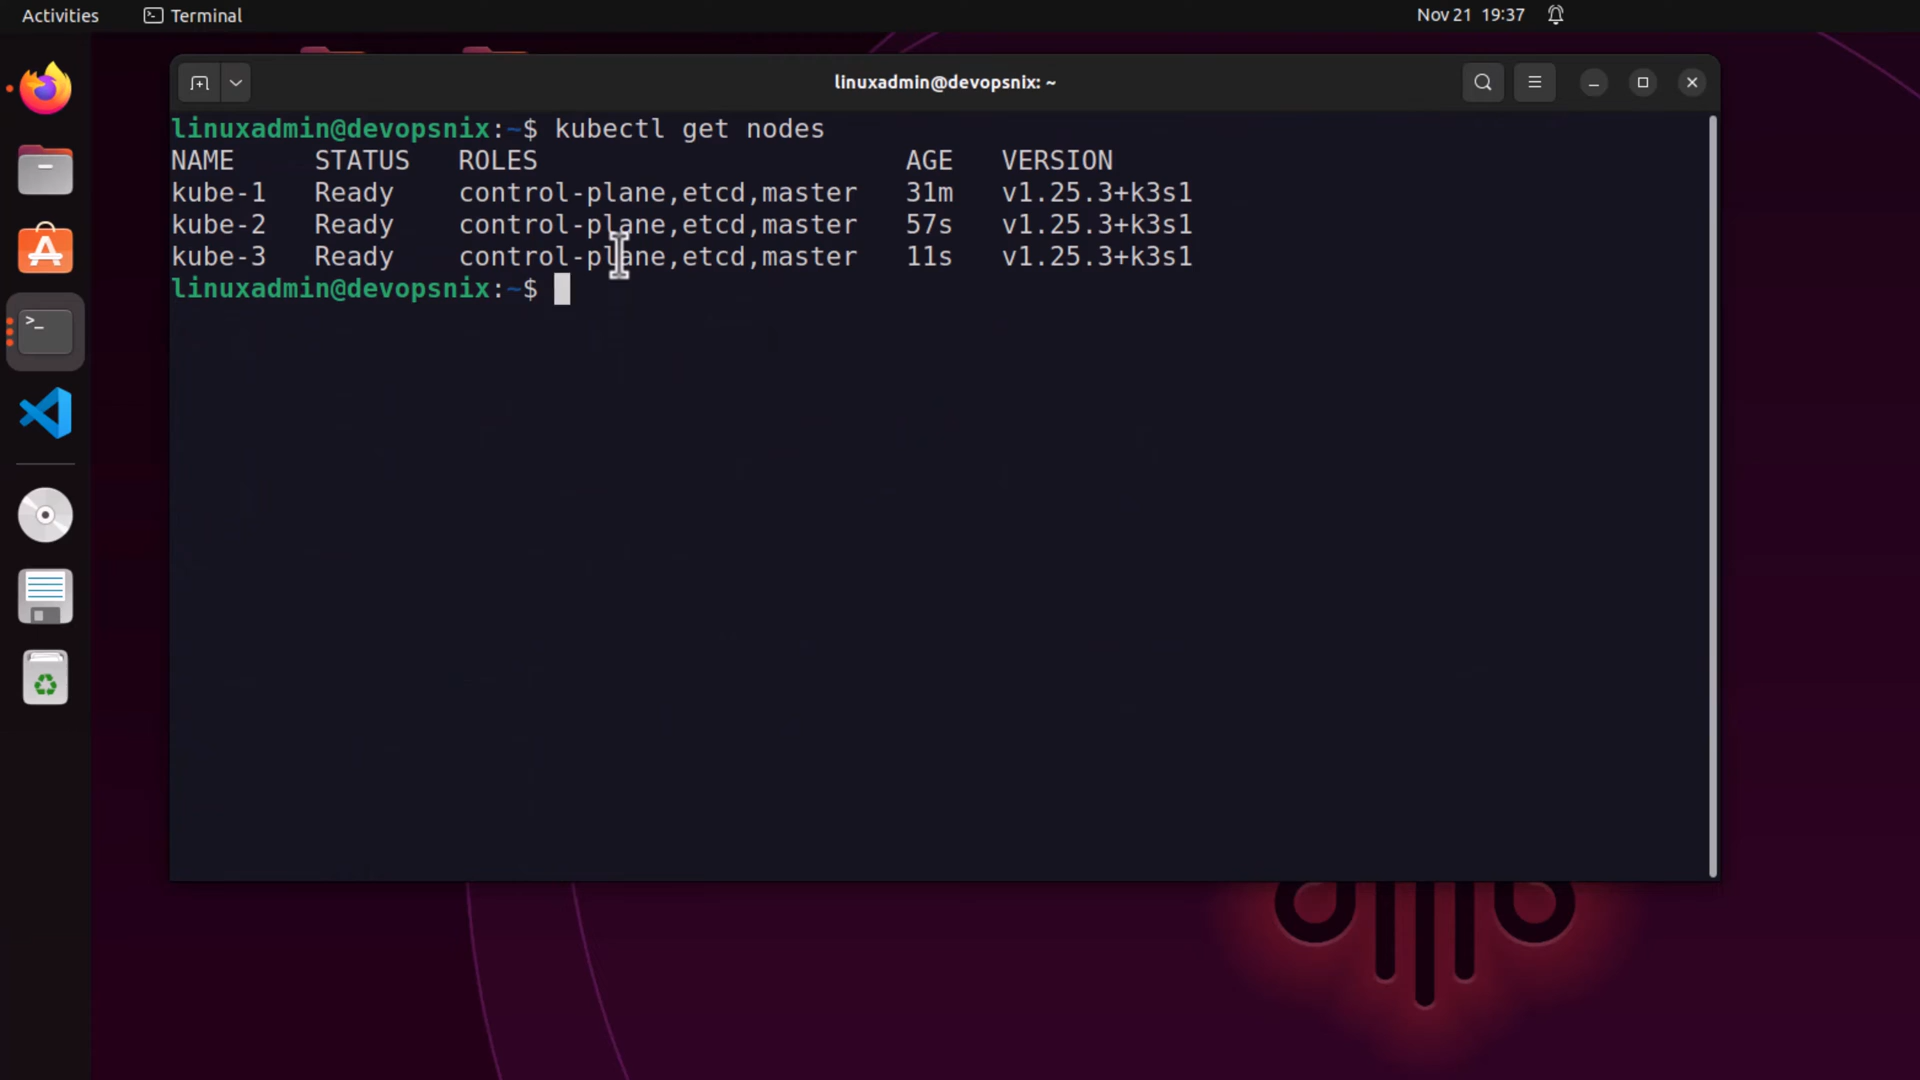 Activities Terminal Nov 21 19:37
linuxadmin@devopsnix: ~
linuxadmin@devopsnix:~$ kubectl get nodes
NAME STATUS ROLES AGE VERSION
kube-1 Ready control-plane,etcd,master 31m v1.25.3+k3s1
kube-2 Ready control-plane,etcd,master 57s v1.25.3+k3s1
kube-3 Ready control-plane,etcd,master 11s v1.25.3+k3s1
linuxadmin@devopsnix:~$